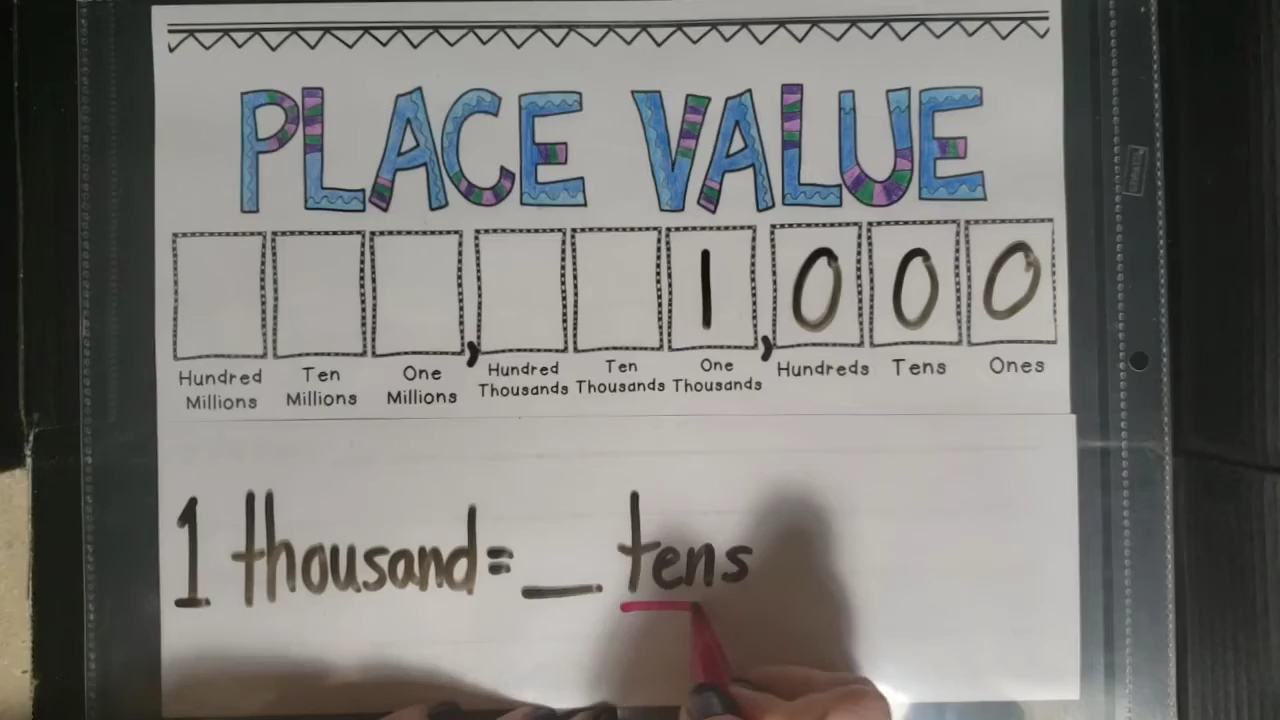 PLACE VALUE
1 , 0 0 0
Hundred Millions Ten Millions One Millions , Hundred Thousands Ten Thousands One Thousands Hundreds Tens Ones
1 thousand = __ tens